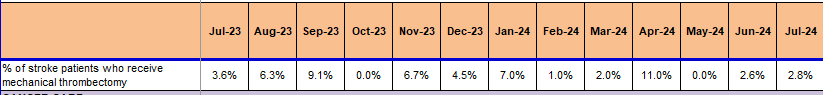 Jul-23 Aug-23 Sep-23 Oct-23 Nov-23 Dec-23 Jan-24 Feb-24 Mar-24 Apr-24 May-24 Jun-24 Jul-24
% of stroke patients who receive
mechanical thrombectomy
3.6% 6.3% 9.1% 0.0% 6.7% 4.5% 7.0% 1.0% 2.0% 11.0% 0.0% 2.6% 2.8%